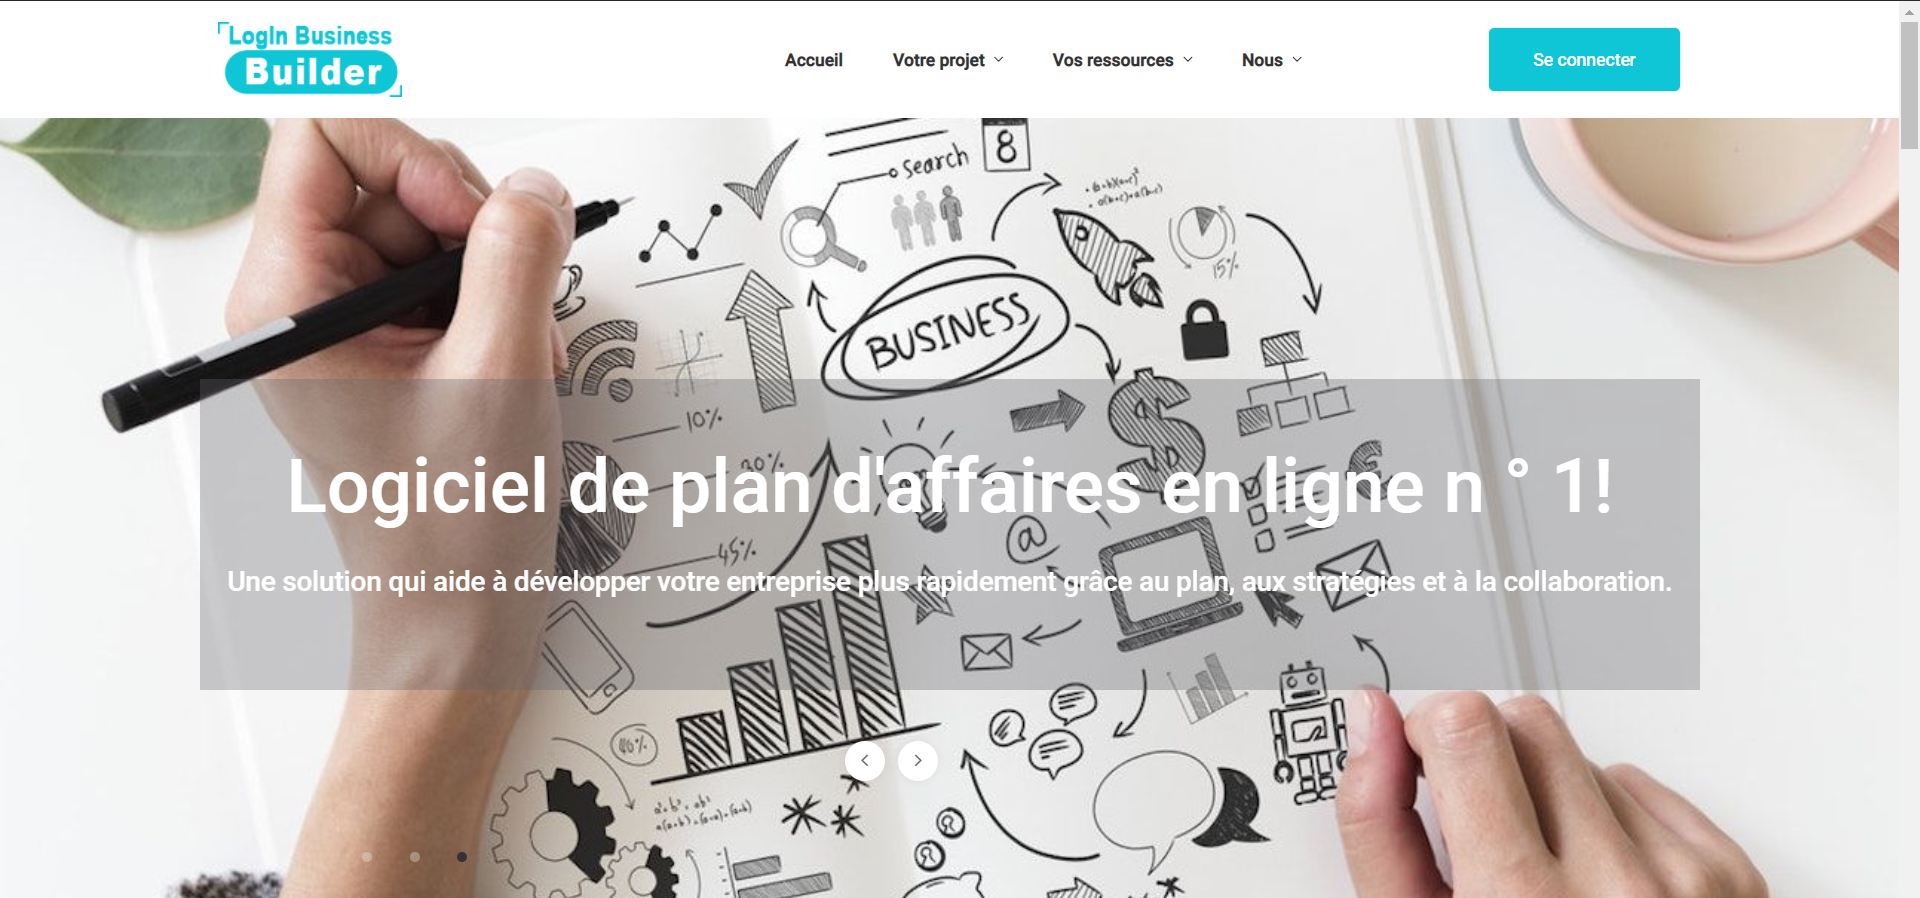 LogIn Business
Builder
Accueil
Votre projet
Vos ressources
Nous
Se connecter
8
Search
15%
BUSINESS
10%
Logiciel de plan d'affaires en ligne n ° 1!
30%
@
45%
Une solution qui aide à développer votre entreprise plus rapidement grâce au plan, aux stratégies et à la collaboration.
40%